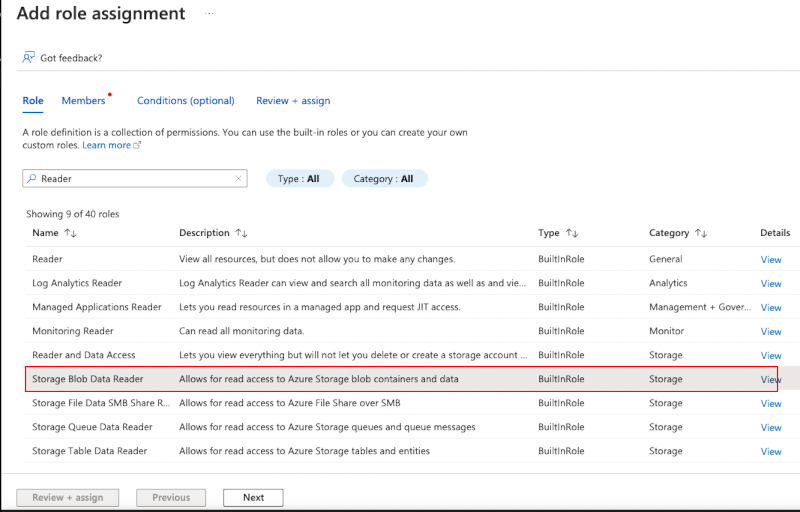 Add role assignment ...
Got feedback?
Role Members Conditions (optional) Review + assign
A role definition is a collection of permissions. You can use the built-in roles or you can create your own
custom roles. Learn more
Reader Type : All Category : All
Showing 9 of 40 roles
Name ↑↓ Description ↑↓ Type ↑↓ Category ↑↓ Details
Reader View all resources, but does not allow you to make any changes. BuiltInRole General View
Log Analytics Reader Log Analytics Reader can view and search all monitoring data as well as and vie... BuiltInRole Analytics View
Managed Applications Reader Lets you read resources in a managed app and request JIT access. BuiltInRole Management + Gover... View
Monitoring Reader Can read all monitoring data. BuiltInRole Monitor View
Reader and Data Access Lets you view everything but will not let you delete or create a storage account ... BuiltInRole Storage View
Storage Blob Data Reader Allows for read access to Azure Storage blob containers and data BuiltInRole Storage View
Storage File Data SMB Share R... Allows for read access to Azure File Share over SMB BuiltInRole Storage View
Storage Queue Data Reader Allows for read access to Azure Storage queues and queue messages BuiltInRole Storage View
Storage Table Data Reader Allows for read access to Azure Storage tables and entities BuiltInRole Storage View
Review + assign Previous Next